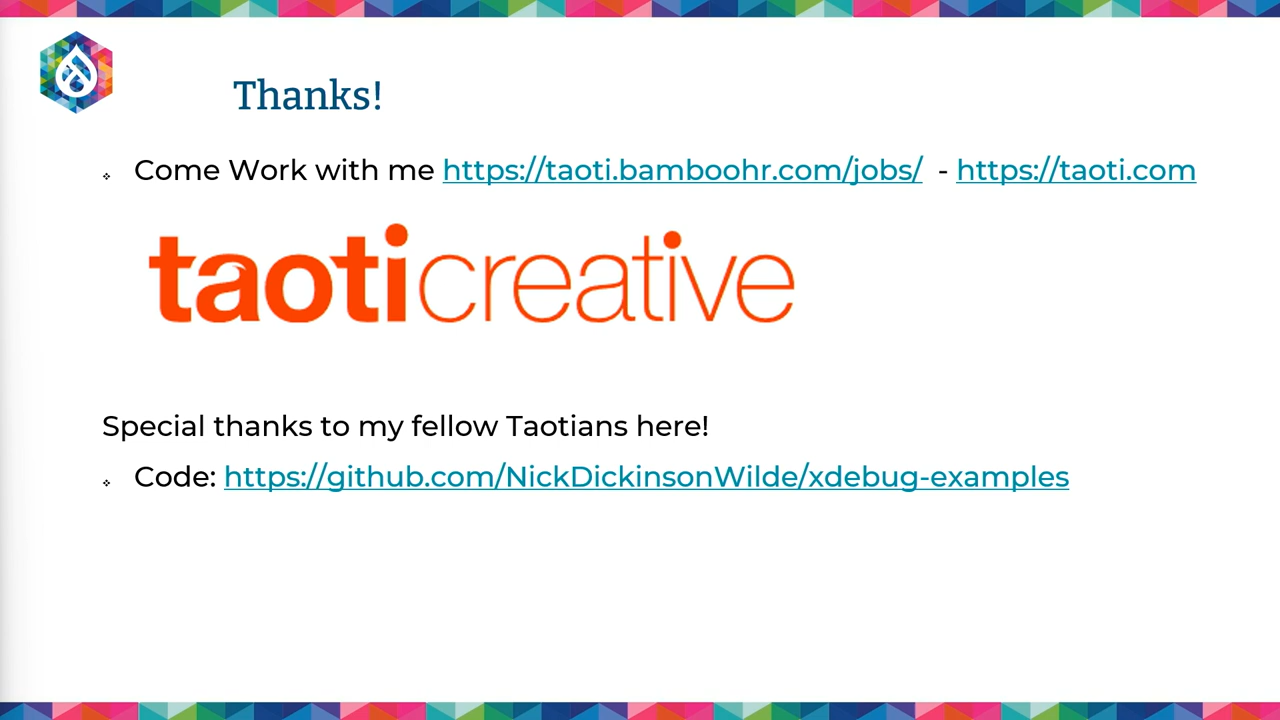 Thanks!
Come Work with me https://taoti.bamboohr.com/jobs/ - https://taoti.com
taoticreative
Special thanks to my fellow Taotians here!
Code: https://github.com/NickDickinsonWilde/xdebug-examples